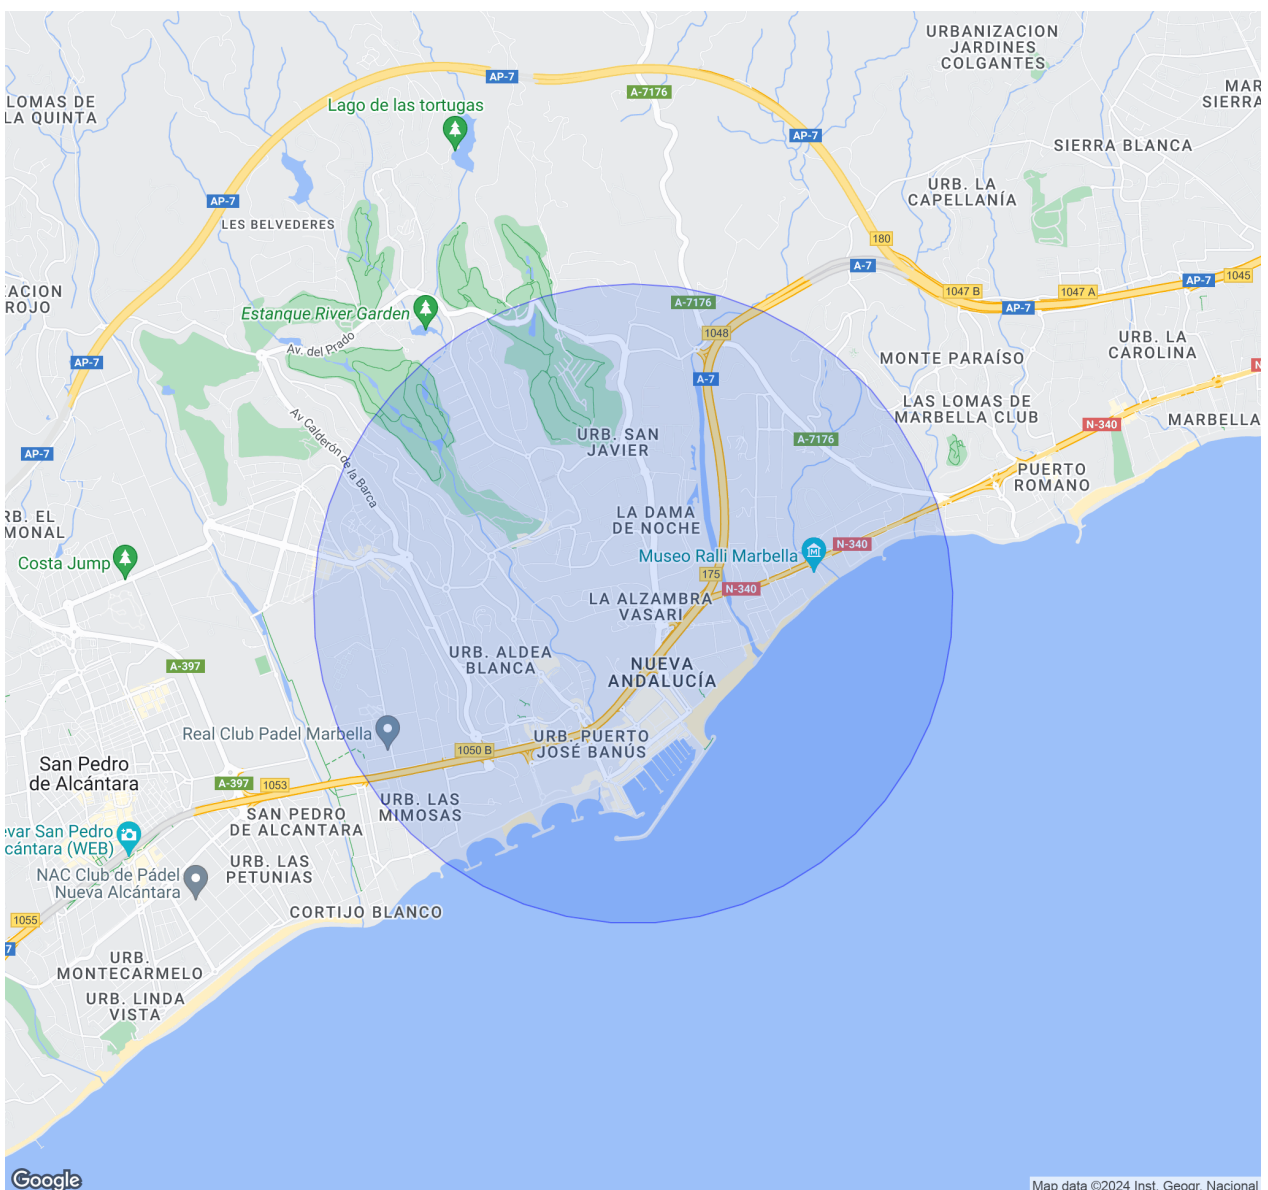 URBANIZACION
JARDINES
COLGANTES
AP-7
Lago de las tortugas
A-7176
LOMAS DE
LA QUINTA
MAR
SIERRA
AP-7
SIERRA BLANCA
URB. LA
CAPELLANÍA
AP-7
LES BELVEDERES
180
A-7
1045
AP-7
1047 B
1047 A
AP-7
ACION
ROJO
A-7176
Estanque River Garden
1048
Av. del Prado
URB. LA
CAROLINA
MONTE PARAÍSO
AP-7
N
A-7
LAS LOMAS DE
MARBELLA CLUB
MARBELLA
N-340
Av Calderón de la Barca
URB. SAN
JAVIER
A-7176
AP-7
PUERTO
ROMANO
RB. EL
MONAL
LA DAMA
DE NOCHE
N-340
Museo Ralli Marbella
Costa Jump
175
N-340
LA ALZAMBRA
VASARI
URB. ALDEA
BLANCA
A-397
NUEVA
ANDALUCÍA
Real Club Padel Marbella
URB. PUERTO
JOSÉ BANÚS
1050 B
San Pedro
de Alcántara
A-397
1053
URB. LAS
MIMOSAS
SAN PEDRO
DE ALCANTARA
evar San Pedro
cántara (WEB)
URB. LAS
PETUNIAS
NAC Club de Pádel
Nueva Alcántara
CORTIJO BLANCO
1055
7
URB.
MONTECARMELO
URB. LINDA
VISTA
Google
Map data ©2024 Inst. Geogr. Nacional